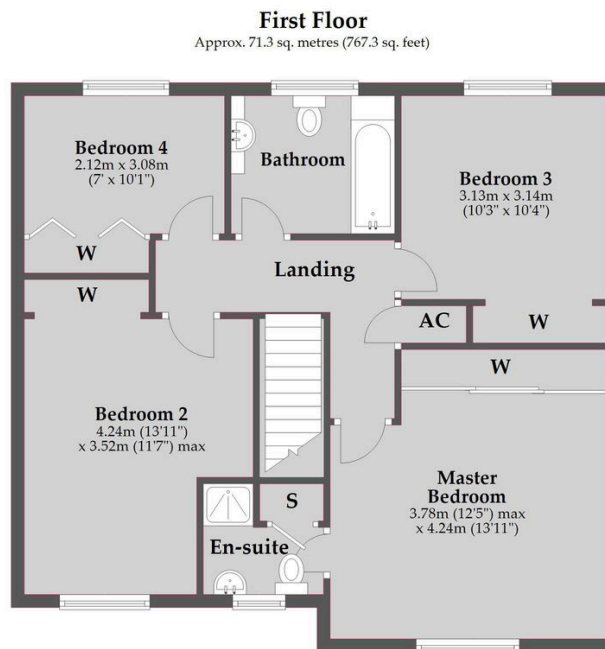 First Floor
Approx. 71.3 sq. metres (767.3 sq. feet)
Bedroom 4
2.12m x 3.08m
(7' x 10'1")
Bathroom
Bedroom 3
3.13m x 3.14m
(10'3" x 10'4")
W
Landing
W
AC
W
W
Bedroom 2
4.24m (13'11")
x 3.52m (11'7") max
Master
Bedroom
3.78m (12'5") max
x 4.24m (13'11")
S
En-suite